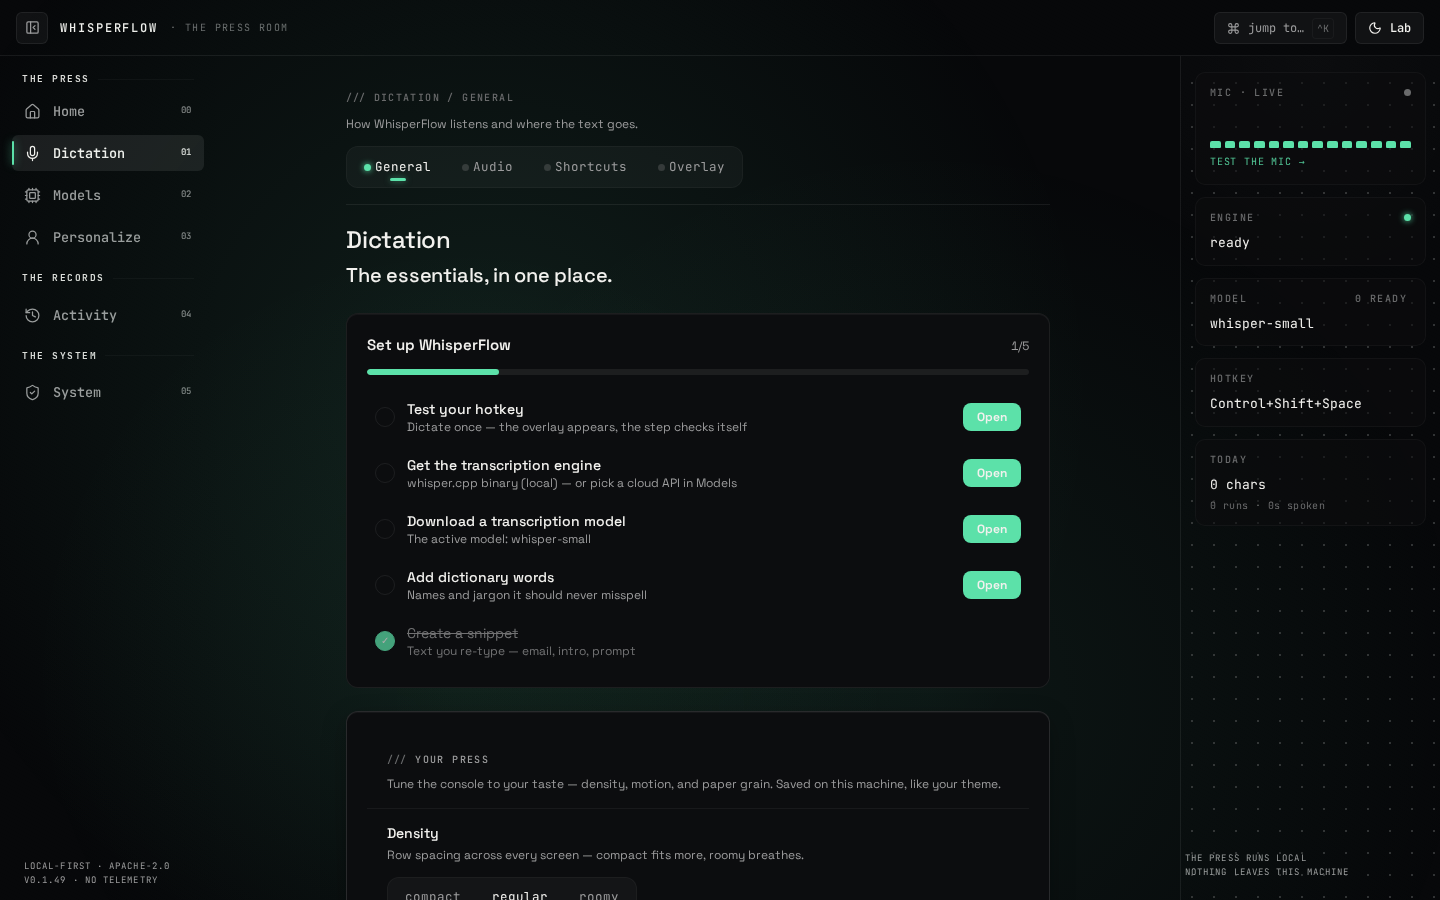 WHISPERFLOW · THE PRESS ROOM
jump to… ^K
Lab
THE PRESS
Home 00
Dictation 01
Models 02
Personalize 03
THE RECORDS
Activity 04
THE SYSTEM
System 05
LOCAL-FIRST · APACHE-2.0
V0.1.49 · NO TELEMETRY
/// DICTATION / GENERAL
How WhisperFlow listens and where the text goes.
General Audio Shortcuts Overlay
Dictation
The essentials, in one place.
Set up WhisperFlow 1/5
Test your hotkey
Dictate once — the overlay appears, the step checks itself
Open
Get the transcription engine
whisper.cpp binary (local) — or pick a cloud API in Models
Open
Download a transcription model
The active model: whisper-small
Open
Add dictionary words
Names and jargon it should never misspell
Open
Create a snippet
Text you re-type — email, intro, prompt
/// YOUR PRESS
Tune the console to your taste — density, motion, and paper grain. Saved on this machine, like your theme.
Density
Row spacing across every screen — compact fits more, roomy breathes.
compact regular roomy
MIC · LIVE
TEST THE MIC →
ENGINE
ready
MODEL 0 READY
whisper-small
HOTKEY
Control+Shift+Space
TODAY
0 chars
0 runs · 0s spoken
THE PRESS RUNS LOCAL
NOTHING LEAVES THIS MACHINE